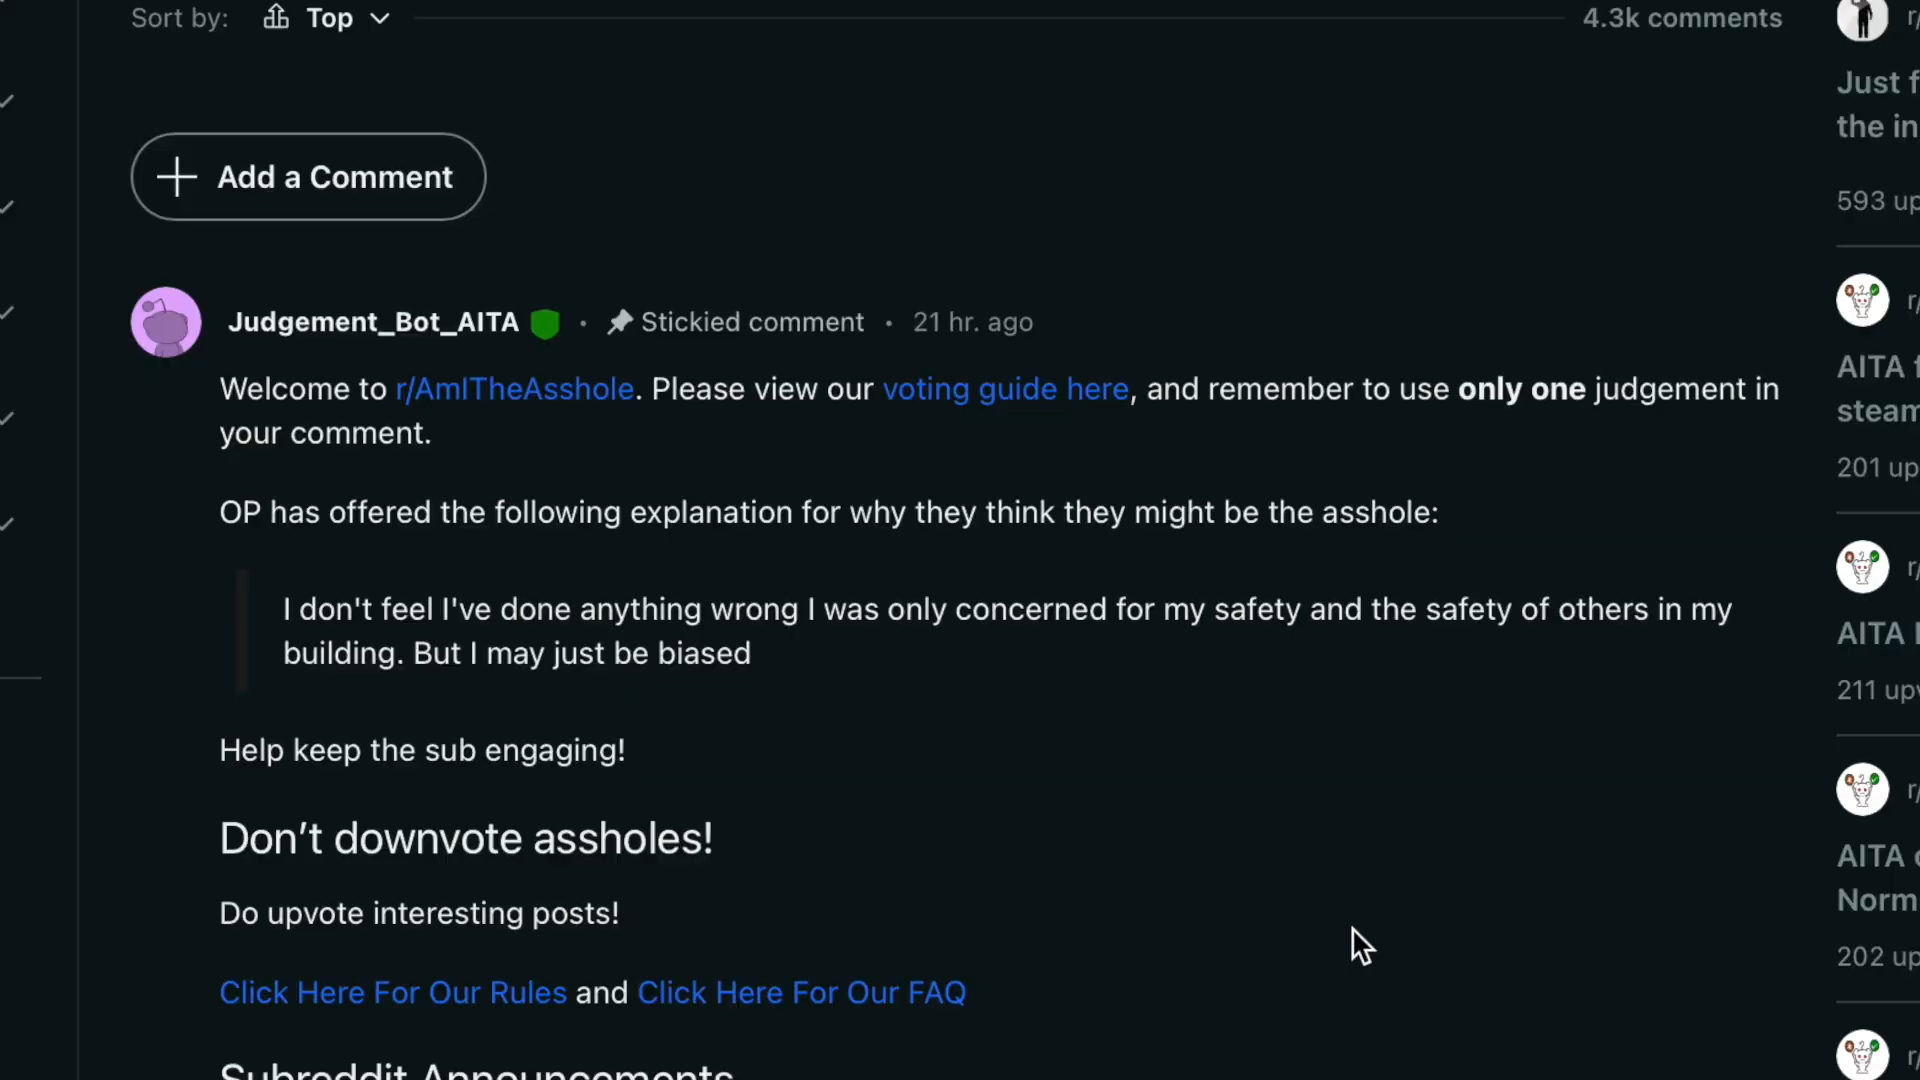 Sort by: Top 4.3k comments
Add a Comment
Judgement_Bot_AITA • Stickied comment • 21 hr. ago
Welcome to r/AmITheAsshole. Please view our voting guide here, and remember to use only one judgement in
your comment.
OP has offered the following explanation for why they think they might be the asshole:
I don't feel I've done anything wrong I was only concerned for my safety and the safety of others in my
building. But I may just be biased
Help keep the sub engaging!
Don’t downvote assholes!
Do upvote interesting posts!
Click Here For Our Rules and Click Here For Our FAQ
Subreddit Announcements
r/
Just f
the in
593 up
r/
AITA f
steam
201 up
r/
AITA
211 upv
r/
AITA
Norm
202 up
r/